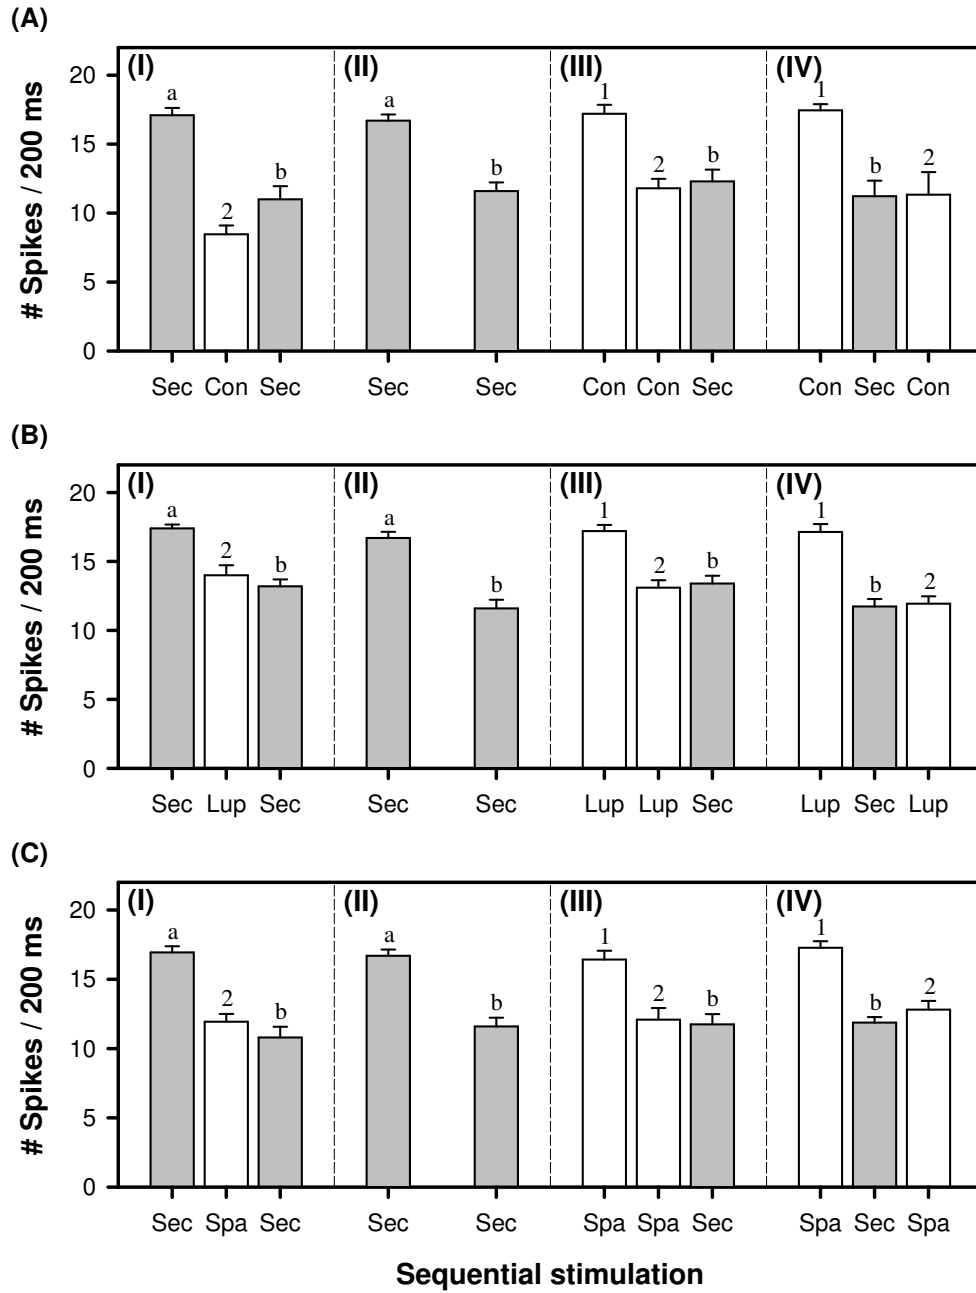 (A)
(I) (II) (III) (IV)
# Spikes / 200 ms
20
15
10
5
0
a 2 b a b 1 2 b 1 b 2
Sec Con Sec Sec Sec Con Con Sec Con Sec Con
(B)
(I) (II) (III) (IV)
# Spikes / 200 ms
20
15
10
5
0
a 2 b a b 1 2 b 1 b 2
Sec Lup Sec Sec Sec Lup Lup Sec Lup Sec Lup
(C)
(I) (II) (III) (IV)
# Spikes / 200 ms
20
15
10
5
0
a 2 b a b 1 2 b 1 b 2
Sec Spa Sec Sec Sec Spa Spa Sec Spa Sec Spa
Sequential stimulation